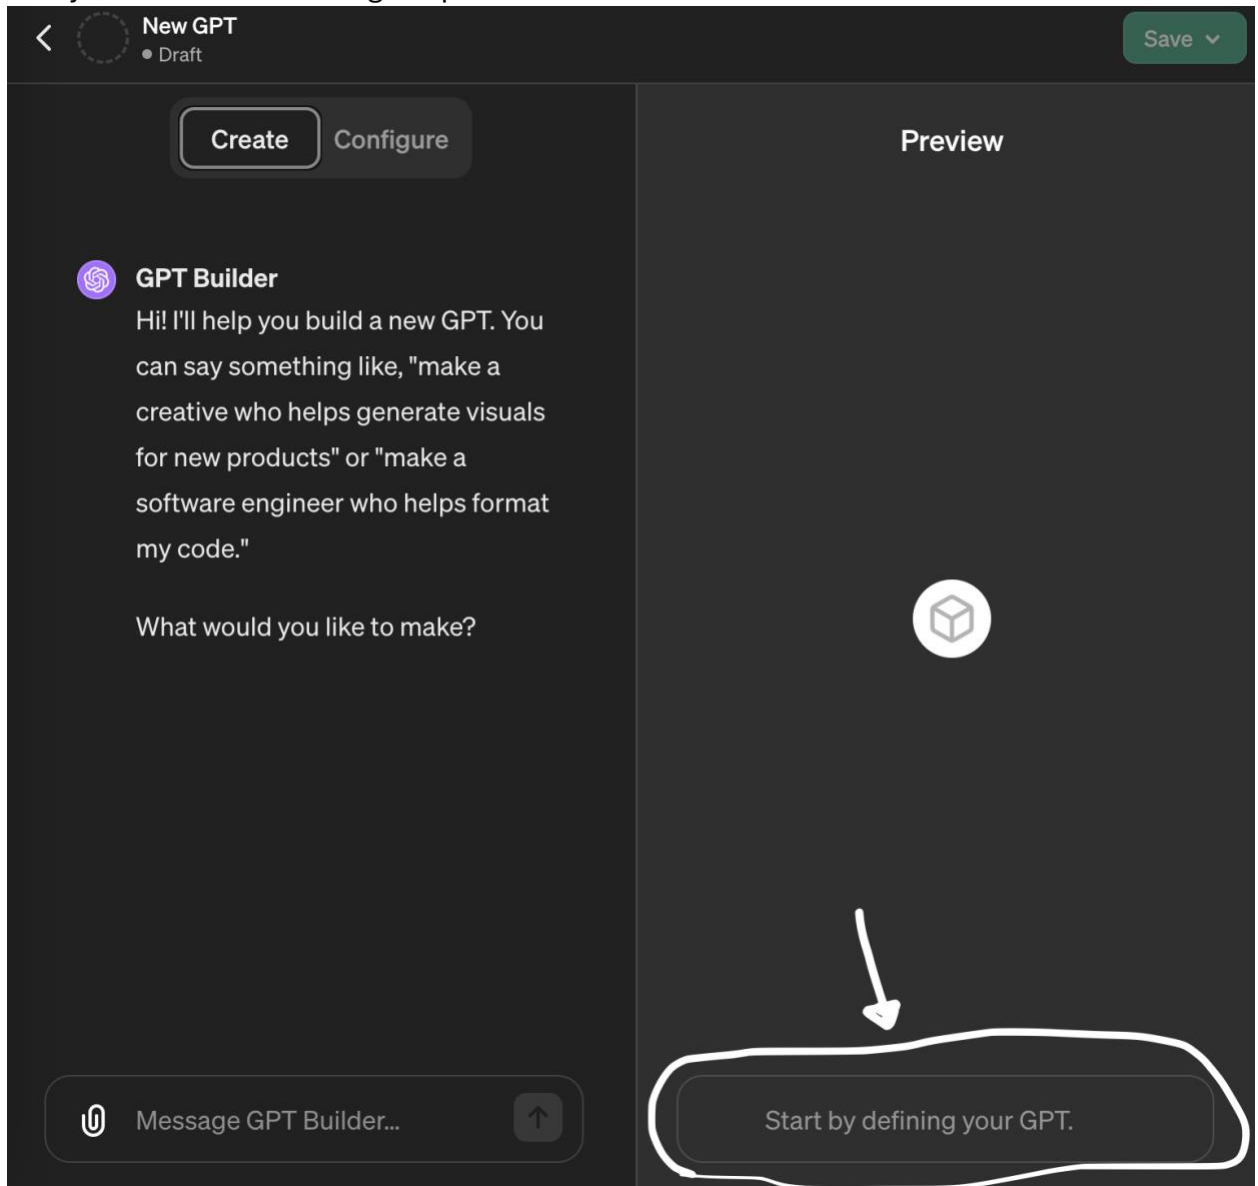 New GPT
Draft
Save
Create
Configure
Preview
GPT Builder
Hi! I'll help you build a new GPT. You
can say something like, "make a
creative who helps generate visuals
for new products" or "make a
software engineer who helps format
my code."
What would you like to make?
Message GPT Builder...
Start by defining your GPT.